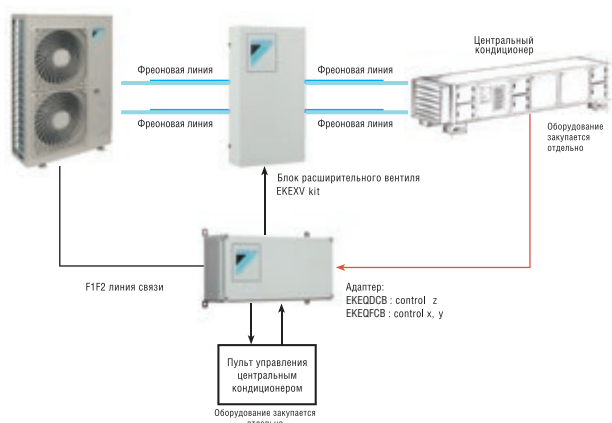 Центральный
кондиционер
Фреоновая линия
Фреоновая линия
Фреоновая линия
Фреоновая линия
Оборудование
закупается
отдельно
Блок расширительного вентиля
EKEXV kit
F1F2 линия связи
Адаптер:
EKEQDCB : control z
EKEQFCB : control x, y
Пульт управления
центральным
кондиционером
Оборудование закупается
отдельно